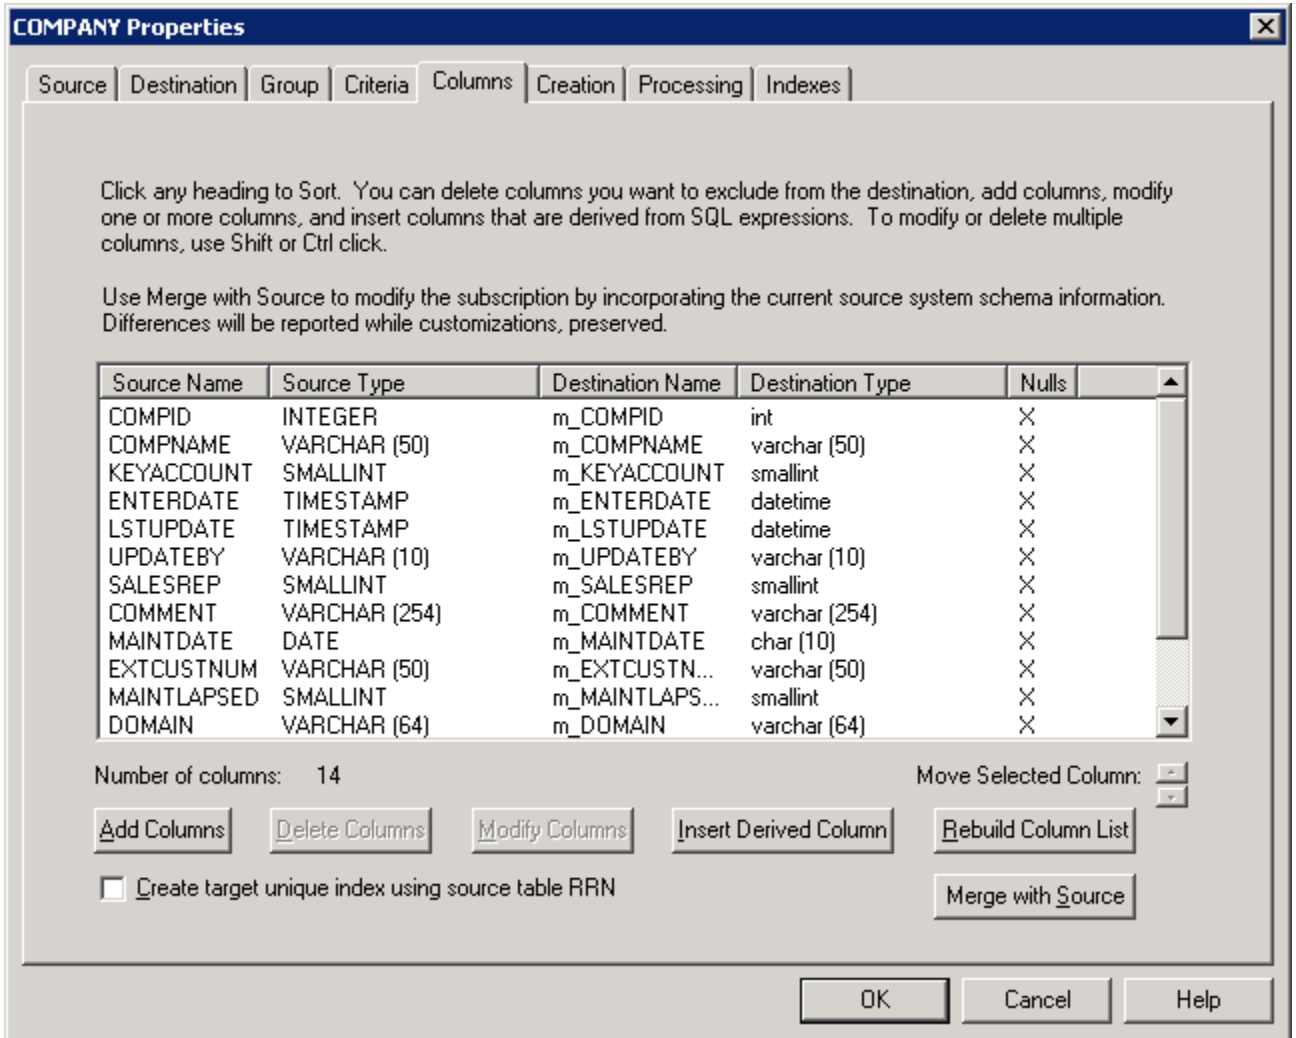 COMPANY Properties
Source Destination Group Criteria Columns Creation Processing Indexes
Click any heading to Sort. You can delete columns you want to exclude from the destination, add columns, modify
one or more columns, and insert columns that are derived from SQL expressions. To modify or delete multiple
columns, use Shift or Ctrl click.
Use Merge with Source to modify the subscription by incorporating the current source system schema information.
Differences will be reported while customizations, preserved.
Source Name Source Type Destination Name Destination Type Nulls
COMPID INTEGER m_COMPID int X
COMPNAME VARCHAR (50) m_COMPNAME varchar (50) X
KEYACCOUNT SMALLINT m_KEYACCOUNT smallint X
ENTERDATE TIMESTAMP m_ENTERDATE datetime X
LSTUPDATE TIMESTAMP m_LSTUPDATE datetime X
UPDATEBY VARCHAR (10) m_UPDATEBY varchar (10) X
SALESREP SMALLINT m_SALESREP smallint X
COMMENT VARCHAR (254) m_COMMENT varchar (254) X
MAINTDATE DATE m_MAINTDATE char (10) X
EXTCUSTNUM VARCHAR (50) m_EXTCUSTN... varchar (50) X
MAINTLAPSED SMALLINT m_MAINTLAPS... smallint X
DOMAIN VARCHAR (64) m_DOMAIN varchar (64) X
Number of columns: 14 Move Selected Column:
Add Columns Delete Columns Modify Columns Insert Derived Column Rebuild Column List
Create target unique index using source table RRN Merge with Source
OK Cancel Help